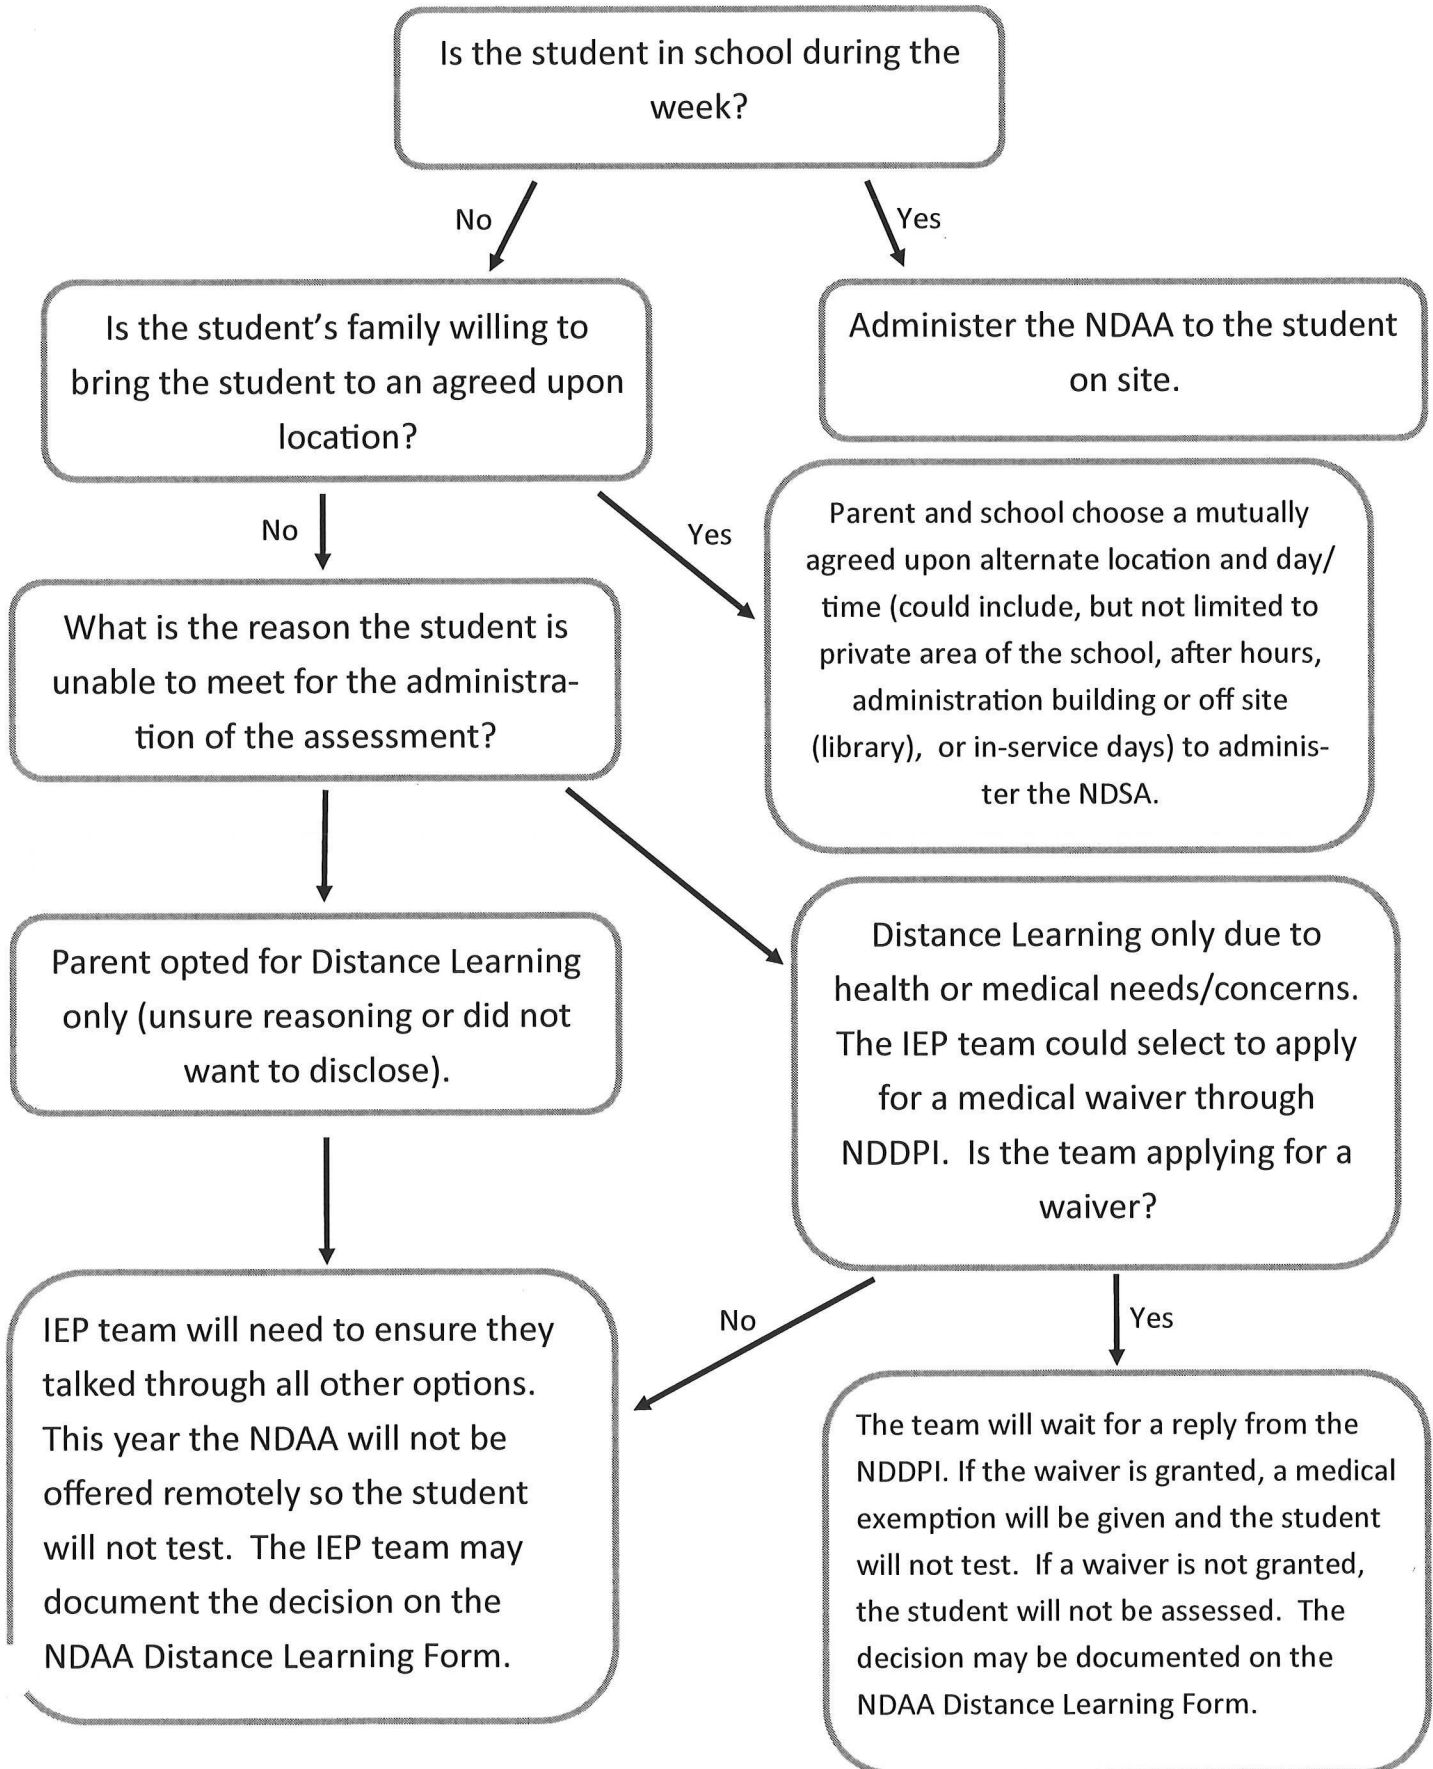 Is the student in school during the
week?
No
Yes
Is the student’s family willing to
bring the student to an agreed upon
location?
Administer the NDAA to the student
on site.
No
Yes
Parent and school choose a mutually
agreed upon alternate location and day/
time (could include, but not limited to
private area of the school, after hours,
administration building or off site
(library),  or in-service days) to adminis-
ter the NDSA.
What is the reason the student is
unable to meet for the administra-
tion of the assessment?
Parent opted for Distance Learning
only (unsure reasoning or did not
want to disclose).
Distance Learning only due to
health or medical needs/concerns.
The IEP team could select to apply
for a medical waiver through
NDDPI.  Is the team applying for a
waiver?
No
Yes
IEP team will need to ensure they
talked through all other options.
This year the NDAA will not be
offered remotely so the student
will not test.  The IEP team may
document the decision on the
NDAA Distance Learning Form.
The team will wait for a reply from the
NDDPI. If the waiver is granted, a medical
exemption will be given and the student
will not test.  If a waiver is not granted,
the student will not be assessed.  The
decision may be documented on the
NDAA Distance Learning Form.